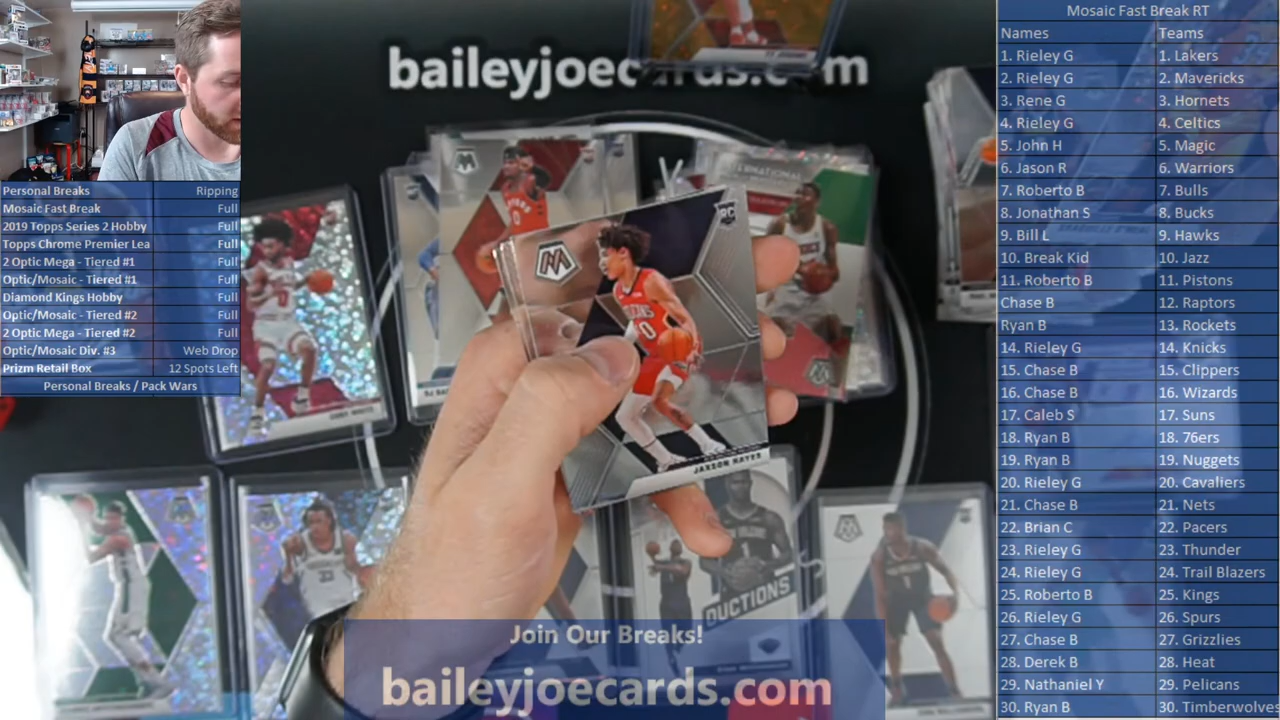 Personal Breaks Ripping
Mosaic Fast Break Full
2019 Topps Series 2 Hobby Full
Topps Chrome Premier Lea Full
2 Optic Mega - Tiered #1 Full
Optic/Mosaic - Tiered #1 Full
Diamond Kings Hobby Full
Optic/Mosaic - Tiered #2 Full
2 Optic Mega - Tiered #2 Full
Optic/Mosaic Div. #3 Web Drop
Prizm Retail Box 12 Spots Left
Personal Breaks / Pack Wars
RC
JAXSON HAYES
COBY WHITE
DUCTIONS
Join Our Breaks!
baileyjoecards.com
Mosaic Fast Break RT
Names Teams
1. Rieley G 1. Lakers
2. Rieley G 2. Mavericks
3. Rene G 3. Hornets
4. Rieley G 4. Celtics
5. John H 5. Magic
6. Jason R 6. Warriors
7. Roberto B 7. Bulls
8. Jonathan S 8. Bucks
9. Bill L 9. Hawks
10. Break Kid 10. Jazz
11. Roberto B 11. Pistons
Chase B 12. Raptors
Ryan B 13. Rockets
14. Rieley G 14. Knicks
15. Chase B 15. Clippers
16. Chase B 16. Wizards
17. Caleb S 17. Suns
18. Ryan B 18. 76ers
19. Ryan B 19. Nuggets
20. Rieley G 20. Cavaliers
21. Chase B 21. Nets
22. Brian C 22. Pacers
23. Rieley G 23. Thunder
24. Rieley G 24. Trail Blazers
25. Roberto B 25. Kings
26. Rieley G 26. Spurs
27. Chase B 27. Grizzlies
28. Derek B 28. Heat
29. Nathaniel Y 29. Pelicans
30. Ryan B 30. Timberwolves